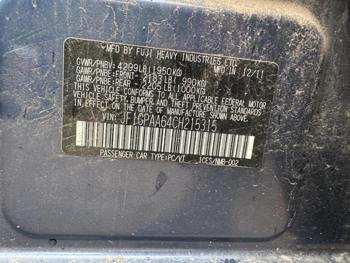 MFD BY FUJI HEAVY INDUSTRIES LTD. 12/11
GVWR/PNBV: 4299LB(1950KG)
GAWR/PNBE: FRONT- 2183LB( 990KG)
GAWR/PNBE: REAR - 2205LB(1000KG)
THIS VEHICLE CONFORMS TO ALL APPLICABLE
FEDERAL MOTOR VEHICLE SAFETY, BUMPER, AND THEFT
PREVENTION STANDARDS IN EFFECT ON THE DATE OF
MANUFACTURE SHOWN ABOVE.
VIN: JF1GPAA64CH215315
PASSENGER CAR TYPE:PC/VT ICES/NMB-002